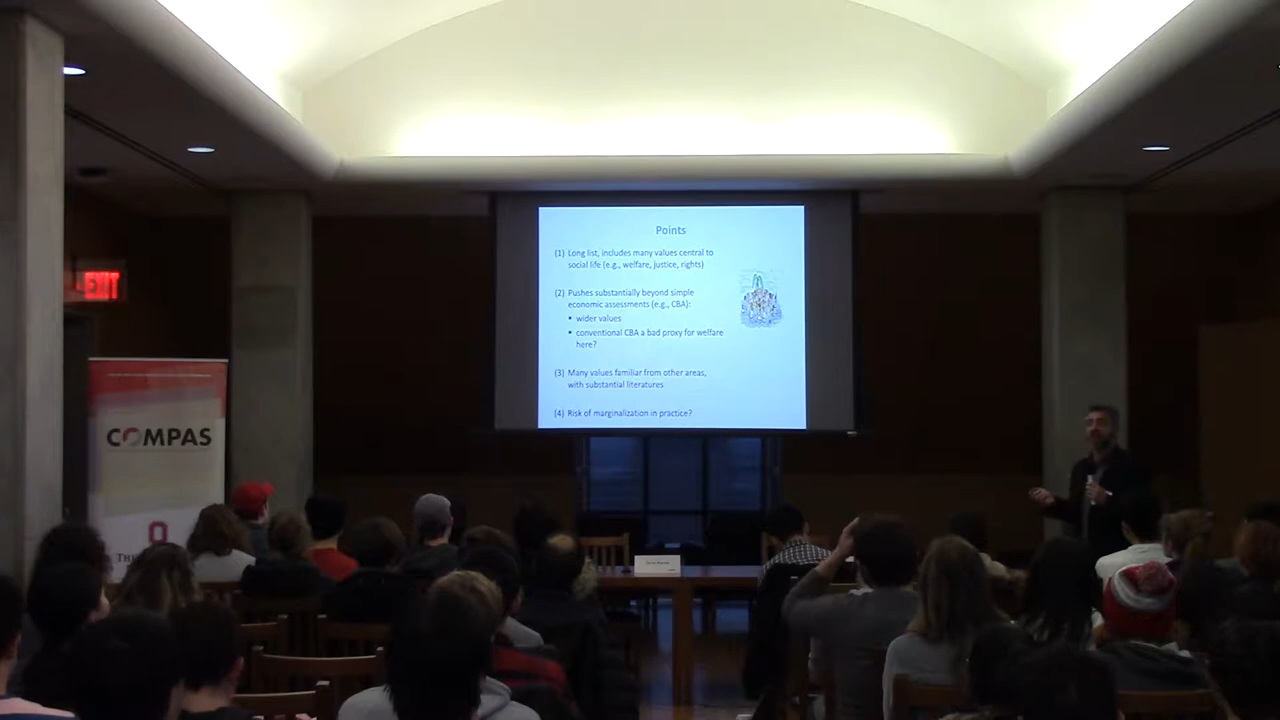 Points
(1) Long list, includes many values central to
social life (e.g., welfare, justice, rights)
(2) Pushes substantially beyond simple
economic assessments (e.g., CBA):
• wider values
• conventional CBA a bad proxy for welfare
here?
(3) Many values familiar from other areas,
with substantial literatures
(4) Risk of marginalization in practice?
EXIT
COMPAS
O